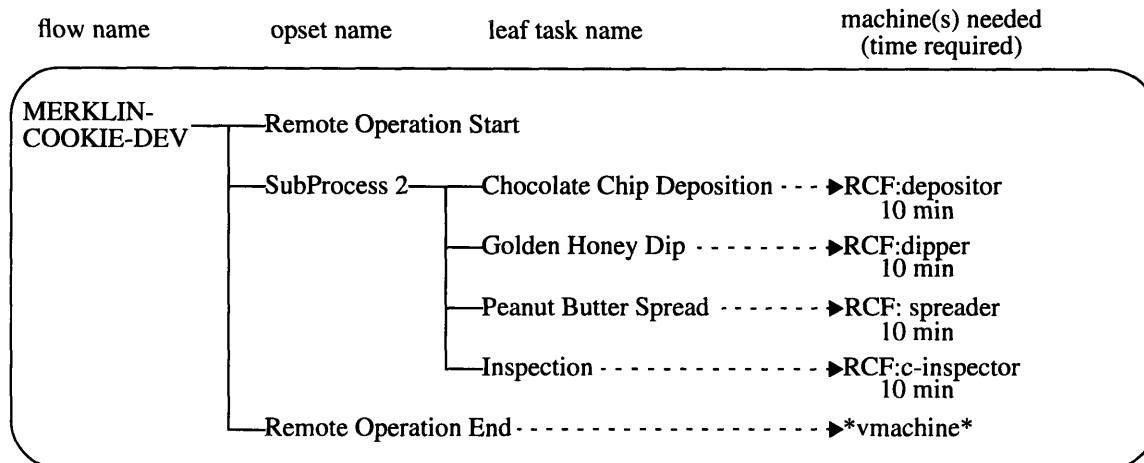 flow name opset name leaf task name machine(s) needed
(time required)
MERKLIN-
COOKIE-DEV
Remote Operation Start
SubProcess 2 Chocolate Chip Deposition RCF:depositor
10 min
Golden Honey Dip RCF:dipper
10 min
Peanut Butter Spread RCF: spreader
10 min
Inspection RCF:c-inspector
10 min
Remote Operation End *vmachine*